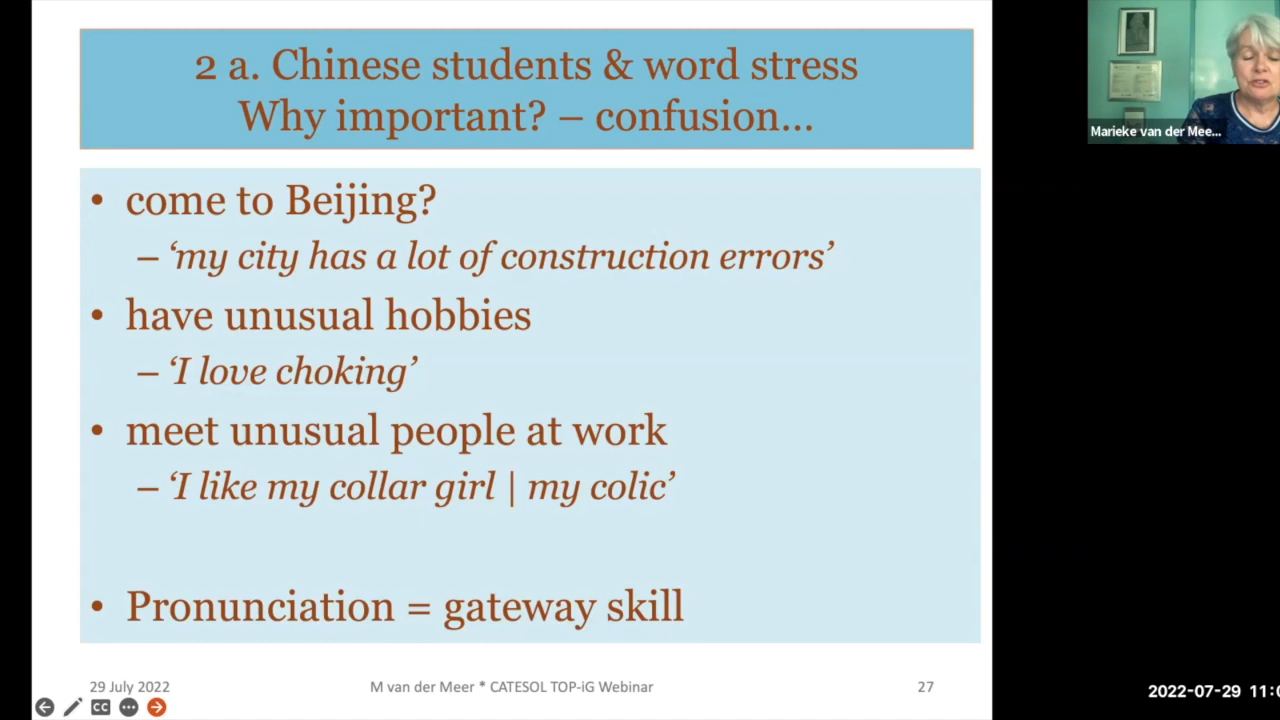 2 a. Chinese students & word stress
Why important? – confusion…
• come to Beijing?
– ‘my city has a lot of construction errors’
• have unusual hobbies
– ‘I love choking’
• meet unusual people at work
– ‘I like my collar girl | my colic’
• Pronunciation = gateway skill
29 July 2022
M van der Meer * CATESOL TOP-iG Webinar
27
CC
Marieke van der Mee...
2022-07-29 11:0